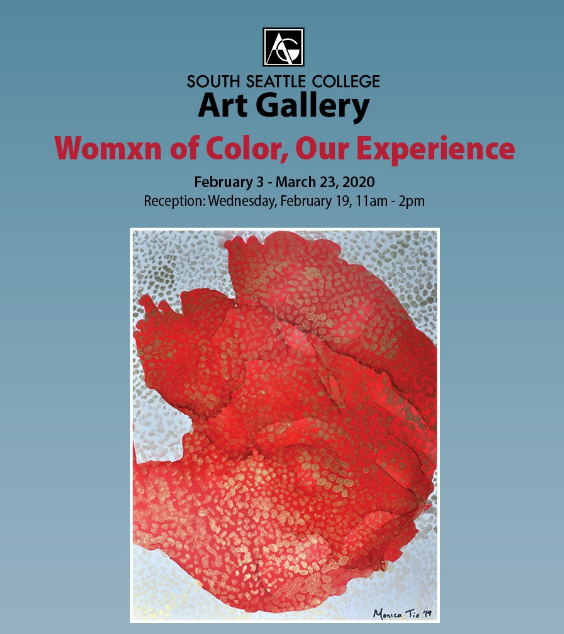 AG
SOUTH SEATTLE COLLEGE
Art Gallery
Womxn of Color, Our Experience
February 3 - March 23, 2020
Reception: Wednesday, February 19, 11am - 2pm
Monica Tie '19